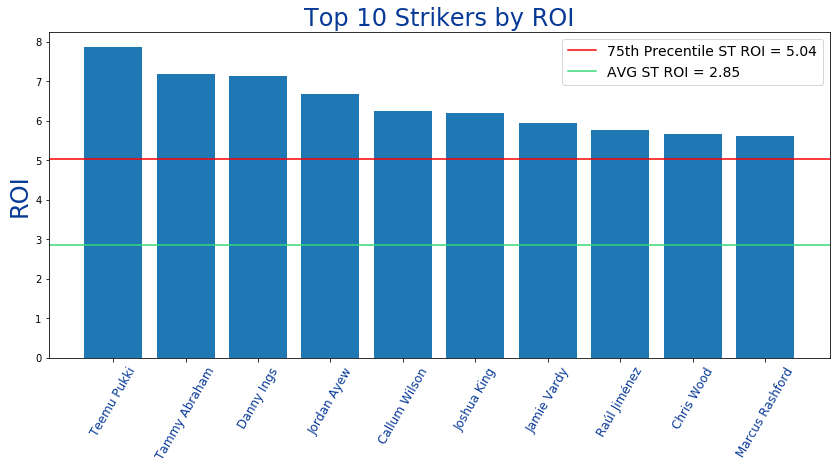 Top 10 Strikers by ROI
75th Precentile ST ROI = 5.04
AVG ST ROI = 2.85
ROI
8
7
6
5
4
3
2
1
0
Teemu Pukki
Tammy Abraham
Danny Ings
Jordan Ayew
Callum Wilson
Joshua King
Jamie Vardy
Raúl Jiménez
Chris Wood
Marcus Rashford